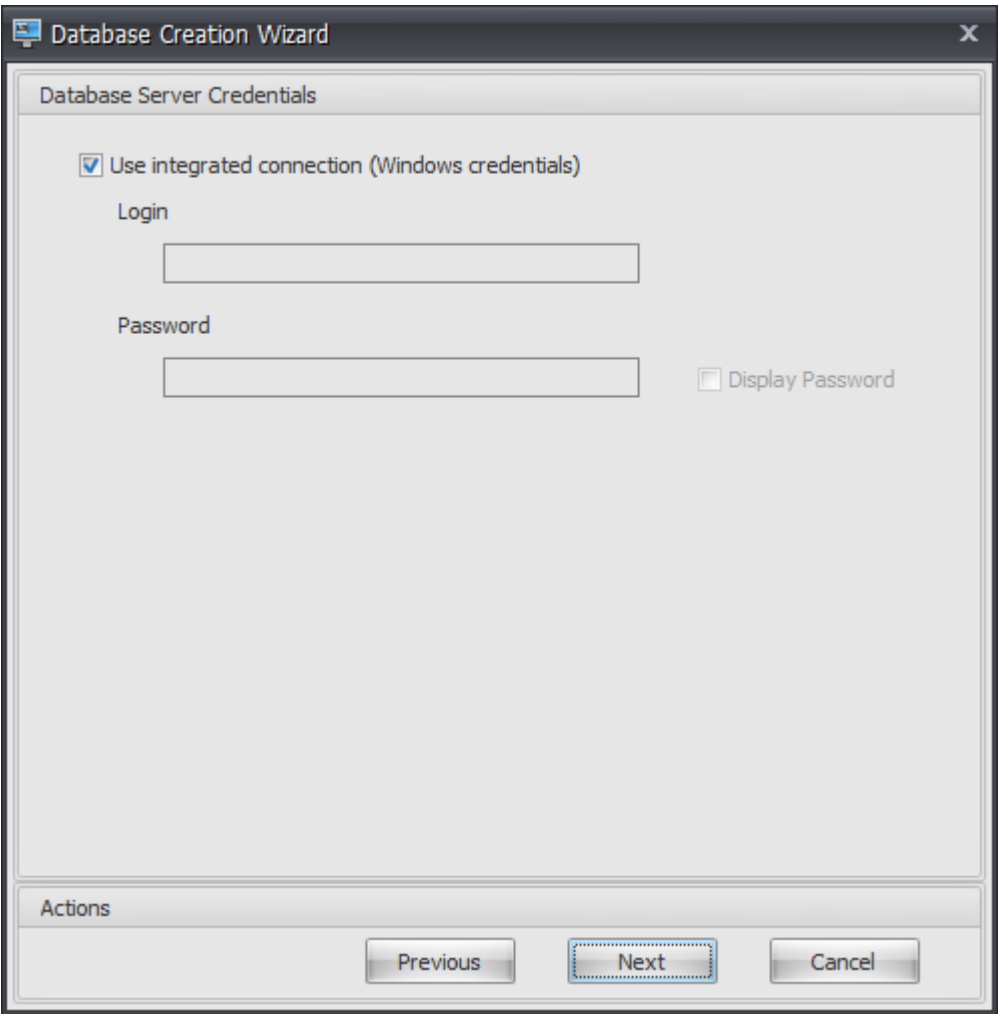 Database Creation Wizard
Database Server Credentials
Use integrated connection (Windows credentials)
Login
Password
Display Password
Actions
Previous Next Cancel